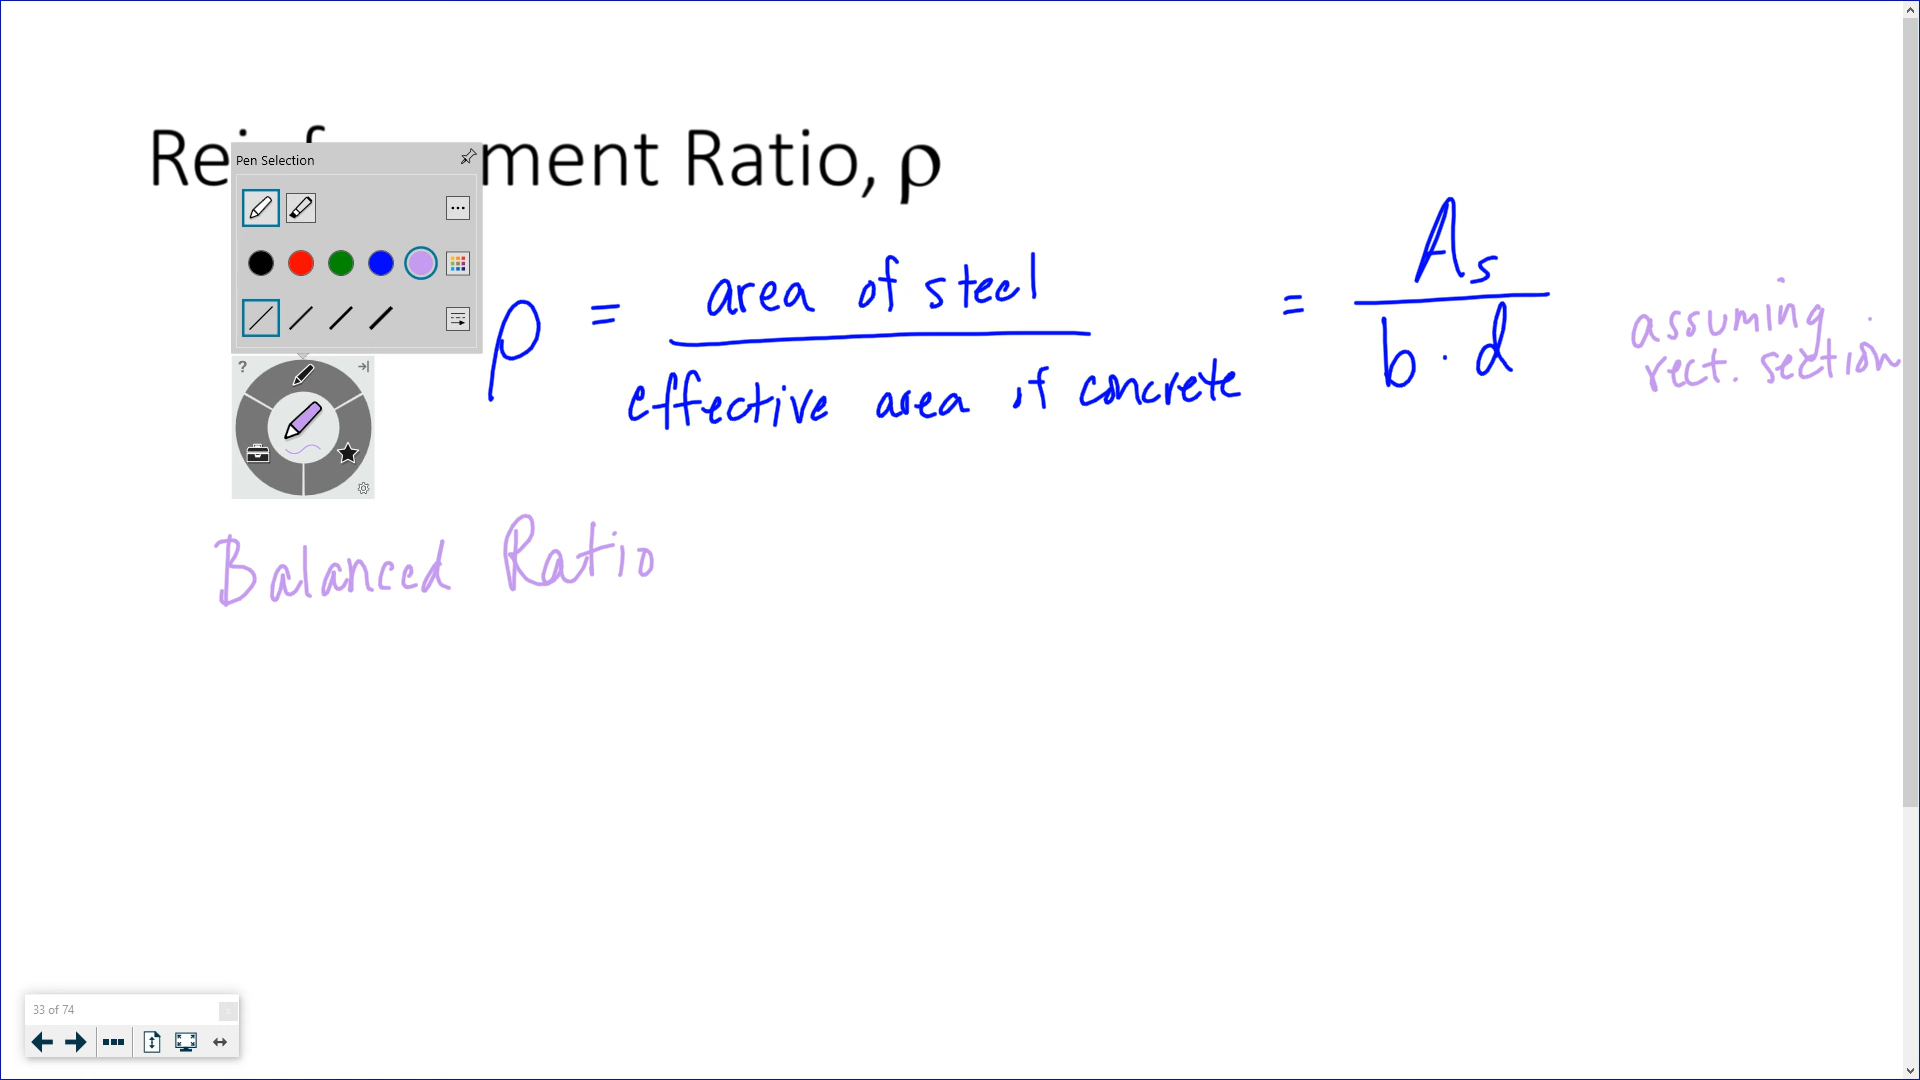 Re ment Ratio, ρ
Pen Selection
ρ = area of steel / effective area of concrete = As / b · d
assuming
rect. section
?
Balanced Ratio
33 of 74